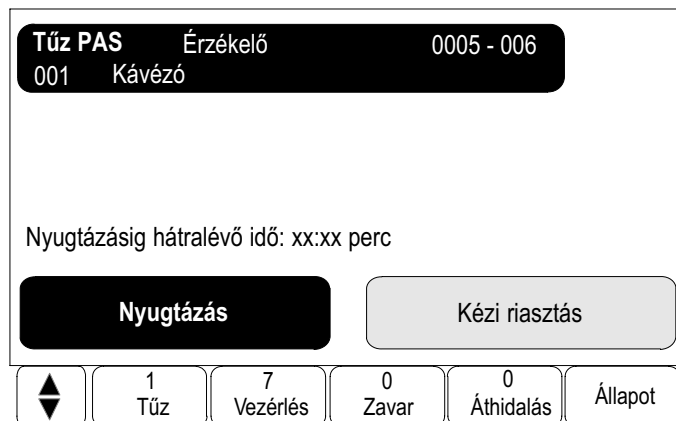 Tűz PAS Érzékelő 0005 - 006
001 Kávézó
Nyugtázásig hátralévő idő: xx:xx perc
Nyugtázás Kézi riasztás
1 7 0 0
Tűz Vezérlés Zavar Áthidalás Állapot